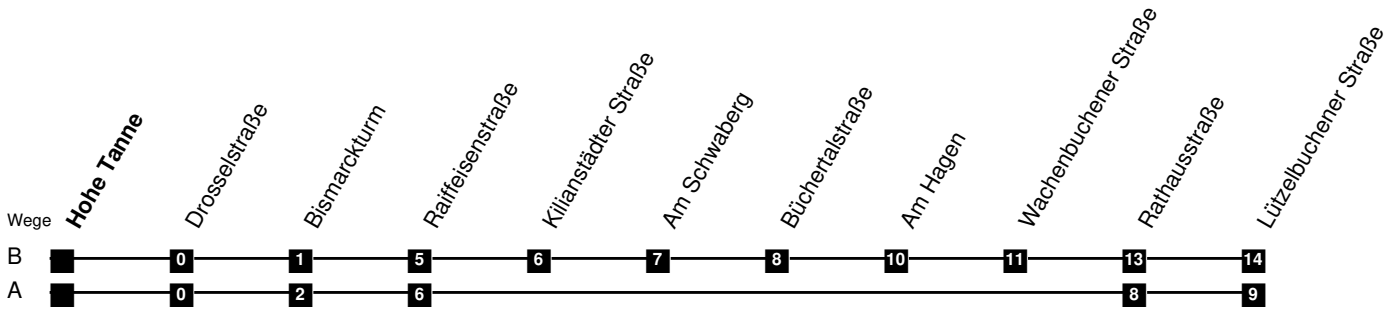 Wege
Hohe Tanne
Drosselstraße
Bismarckturm
Raiffeisenstraße
Kilianstädter Straße
Am Schwaberg
Büchertalstraße
Am Hagen
Wachenbuchener Straße
Rathausstraße
Lützelbuchener Straße
B 0 1 5 6 7 8 10 11 13 14
A 0 2 6 8 9